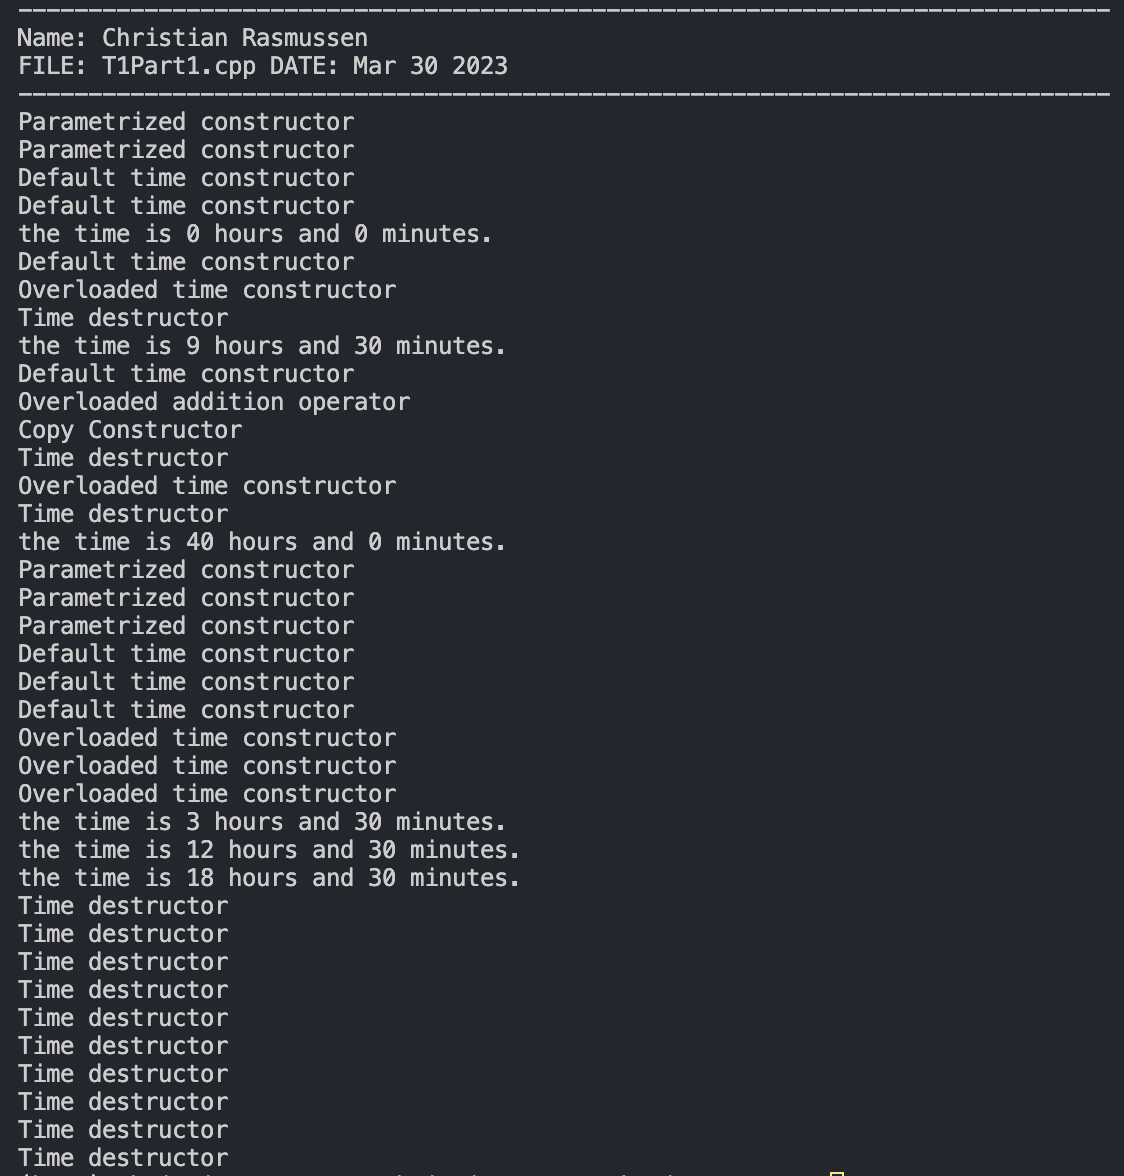 Name: Christian Rasmussen
FILE: T1Part1.cpp DATE: Mar 30 2023
Parametrized constructor
Parametrized constructor
Default time constructor
Default time constructor
the time is 0 hours and 0 minutes.
Default time constructor
Overloaded time constructor
Time destructor
the time is 9 hours and 30 minutes.
Default time constructor
Overloaded addition operator
Copy Constructor
Time destructor
Overloaded time constructor
Time destructor
the time is 40 hours and 0 minutes.
Parametrized constructor
Parametrized constructor
Parametrized constructor
Default time constructor
Default time constructor
Default time constructor
Overloaded time constructor
Overloaded time constructor
Overloaded time constructor
the time is 3 hours and 30 minutes.
the time is 12 hours and 30 minutes.
the time is 18 hours and 30 minutes.
Time destructor
Time destructor
Time destructor
Time destructor
Time destructor
Time destructor
Time destructor
Time destructor
Time destructor
Time destructor